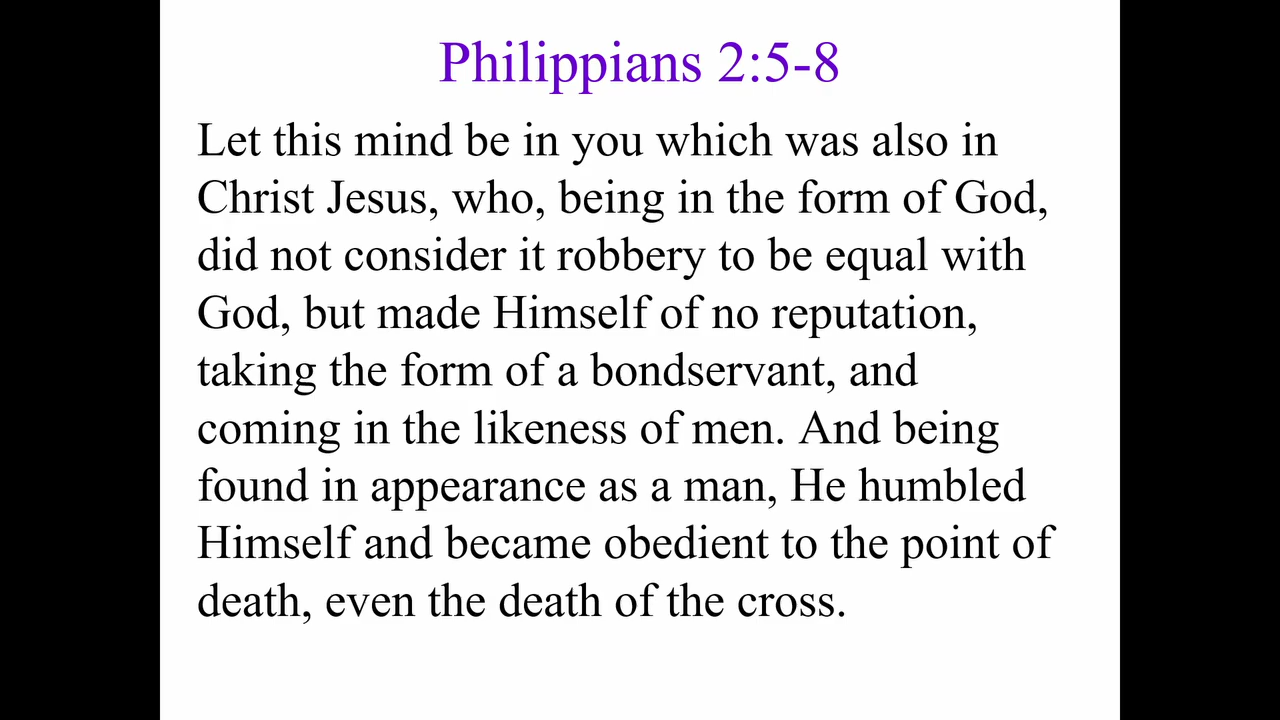 Philippians 2:5-8
Let this mind be in you which was also in
Christ Jesus, who, being in the form of God,
did not consider it robbery to be equal with
God, but made Himself of no reputation,
taking the form of a bondservant, and
coming in the likeness of men. And being
found in appearance as a man, He humbled
Himself and became obedient to the point of
death, even the death of the cross.